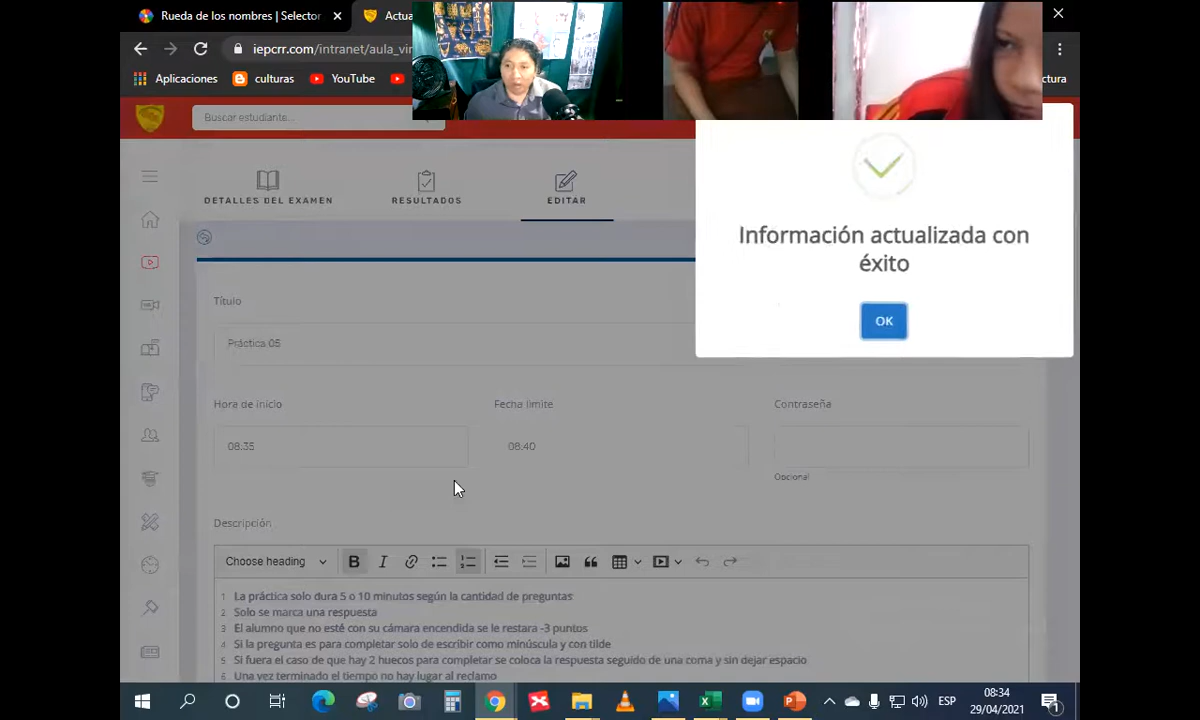 Rueda de los nombres | Selector
Actua
iepcrr.com/intranet/aula_vir
Aplicaciones
culturas
YouTube
ctura
Buscar estudiante...
DETALLES DEL EXAMEN
RESULTADOS
EDITAR
Información actualizada con
éxito
OK
Título
Práctica 05
Hora de inicio
Fecha limite
Contraseña
08:35
08:40
Opcional
Descripción
Choose heading
B
I
1 La práctica solo dura 5 o 10 minutos según la cantidad de preguntas
2 Solo se marca una respuesta
3 El alumno que no esté con su cámara encendida se le restara -3 puntos
4 Si la pregunta es para completar solo de escribir como minúscula y con tilde
5 Si fuera el caso de que hay 2 huecos para completar se coloca la respuesta seguido de una coma y sin dejar espacio
6 Una vez terminado el tiempo no hay lugar al reclamo
ESP
08:34
29/04/2021
1